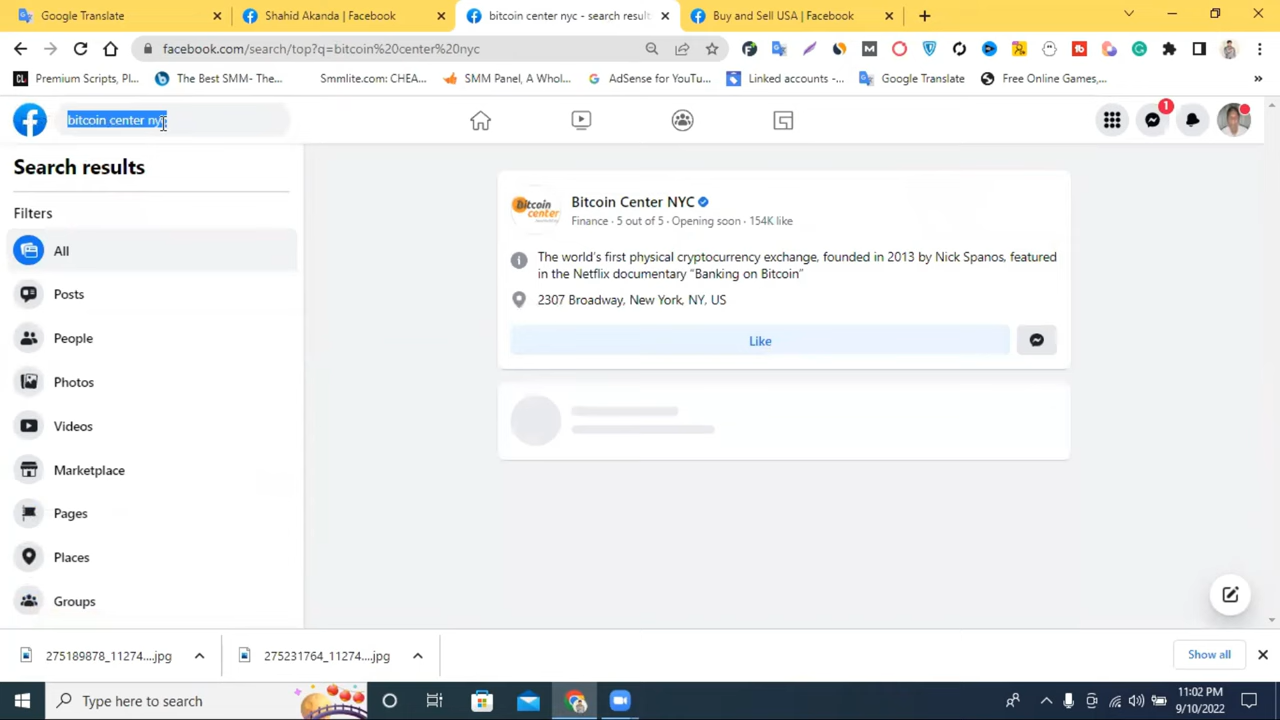 Google Translate
Shahid Akanda | Facebook
bitcoin center nyc - search result
Buy and Sell USA | Facebook
facebook.com/search/top?q=bitcoin%20center%20nyc
CL
Premium Scripts, Pl...
The Best SMM- The...
Smmlite.com: CHEA...
SMM Panel, A Whol...
AdSense for YouTu...
Linked accounts -...
Google Translate
Free Online Games,...
bitcoin center nyc
1
Search results
Filters
All
Posts
People
Photos
Videos
Marketplace
Pages
Places
Groups
bitcoin
center
Bitcoin Center NYC
Finance · 5 out of 5 · Opening soon · 154K like
The world's first physical cryptocurrency exchange, founded in 2013 by Nick Spanos, featured
in the Netflix documentary “Banking on Bitcoin”
2307 Broadway, New York, NY, US
Like
275189878_11274....jpg
275231764_11274....jpg
Show all
Type here to search
11:02 PM
9/10/2022